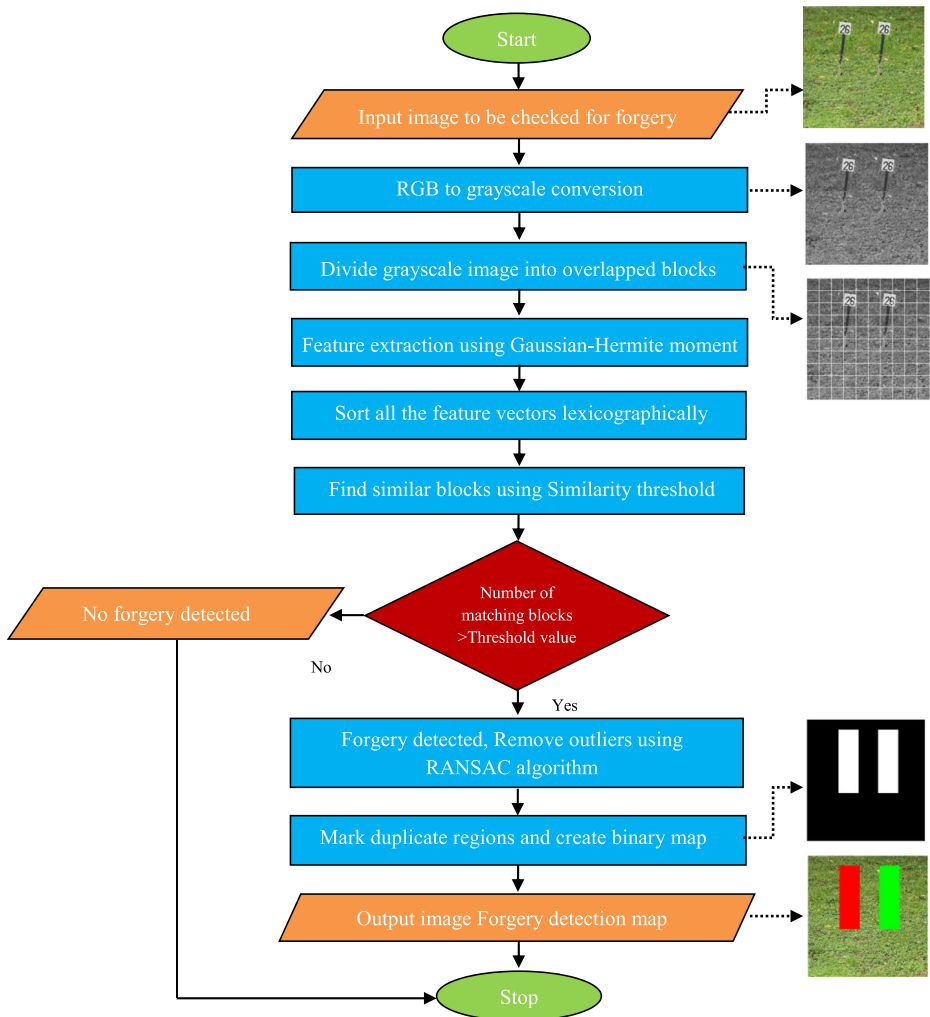 Start
26 26
Input image to be checked for forgery
RGB to grayscale conversion
26 26
Divide grayscale image into overlapped blocks
26 26
Feature extraction using Gaussian-Hermite moment
Sort all the feature vectors lexicographically
Find similar blocks using Similarity threshold
Number of
matching blocks
>Threshold value
No forgery detected
No
Yes
Forgery detected, Remove outliers using
RANSAC algorithm
Mark duplicate regions and create binary map
Output image Forgery detection map
Stop